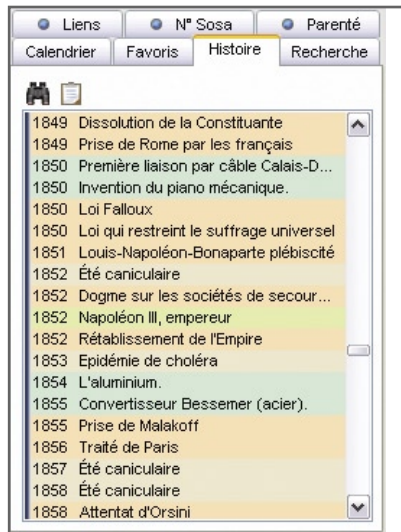 Liens N° Sosa Parenté
Calendrier Favoris Histoire Recherche
1849 Dissolution de la Constituante
1849 Prise de Rome par les français
1850 Première liaison par câble Calais-D...
1850 Invention du piano mécanique.
1850 Loi Falloux
1850 Loi qui restreint le suffrage universel
1851 Louis-Napoléon-Bonaparte plébiscité
1852 Été caniculaire
1852 Dogme sur les sociétés de secour...
1852 Napoléon III, empereur
1852 Rétablissement de l'Empire
1853 Epidémie de choléra
1854 L'aluminium.
1855 Convertisseur Bessemer (acier).
1855 Prise de Malakoff
1856 Traité de Paris
1857 Été caniculaire
1858 Été caniculaire
1858 Attentat d'Orsini